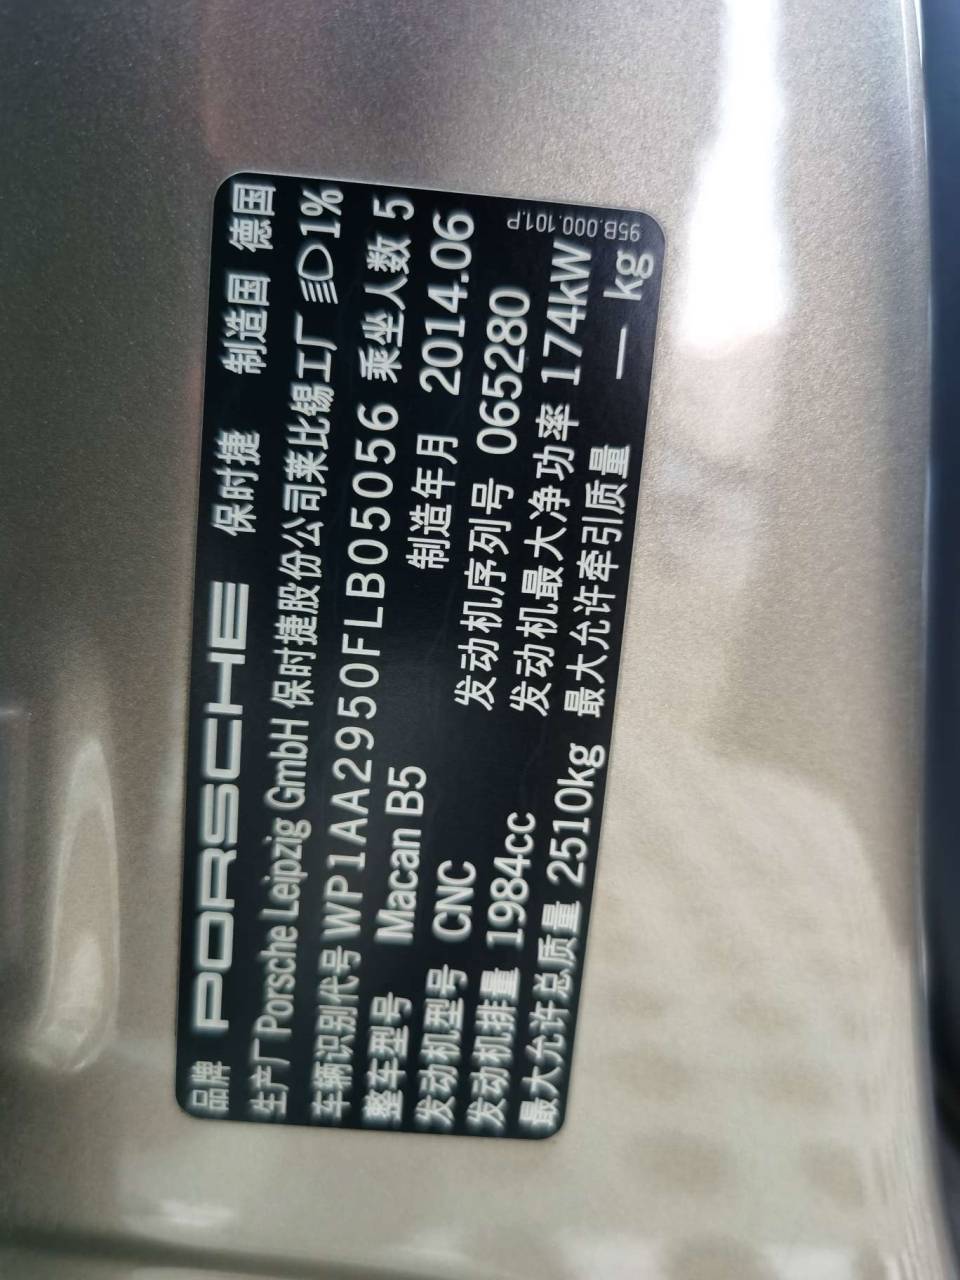 品牌 PORSCHE 保时捷 制造国 德国
生产厂 Porsche Leipzig GmbH 保时捷股份公司莱比锡工厂 1%
车辆识别代号 WP1AA2950FLB05056 乘坐人数 5
整车型号 Macan B5 制造年月 2014.06
发动机型号 CNC 发动机序列号 065280
发动机排量 1984cc 发动机最大净功率 174kW
最大允许总质量 2510kg 最大允许牵引质量 — kg
95B.000.101.P